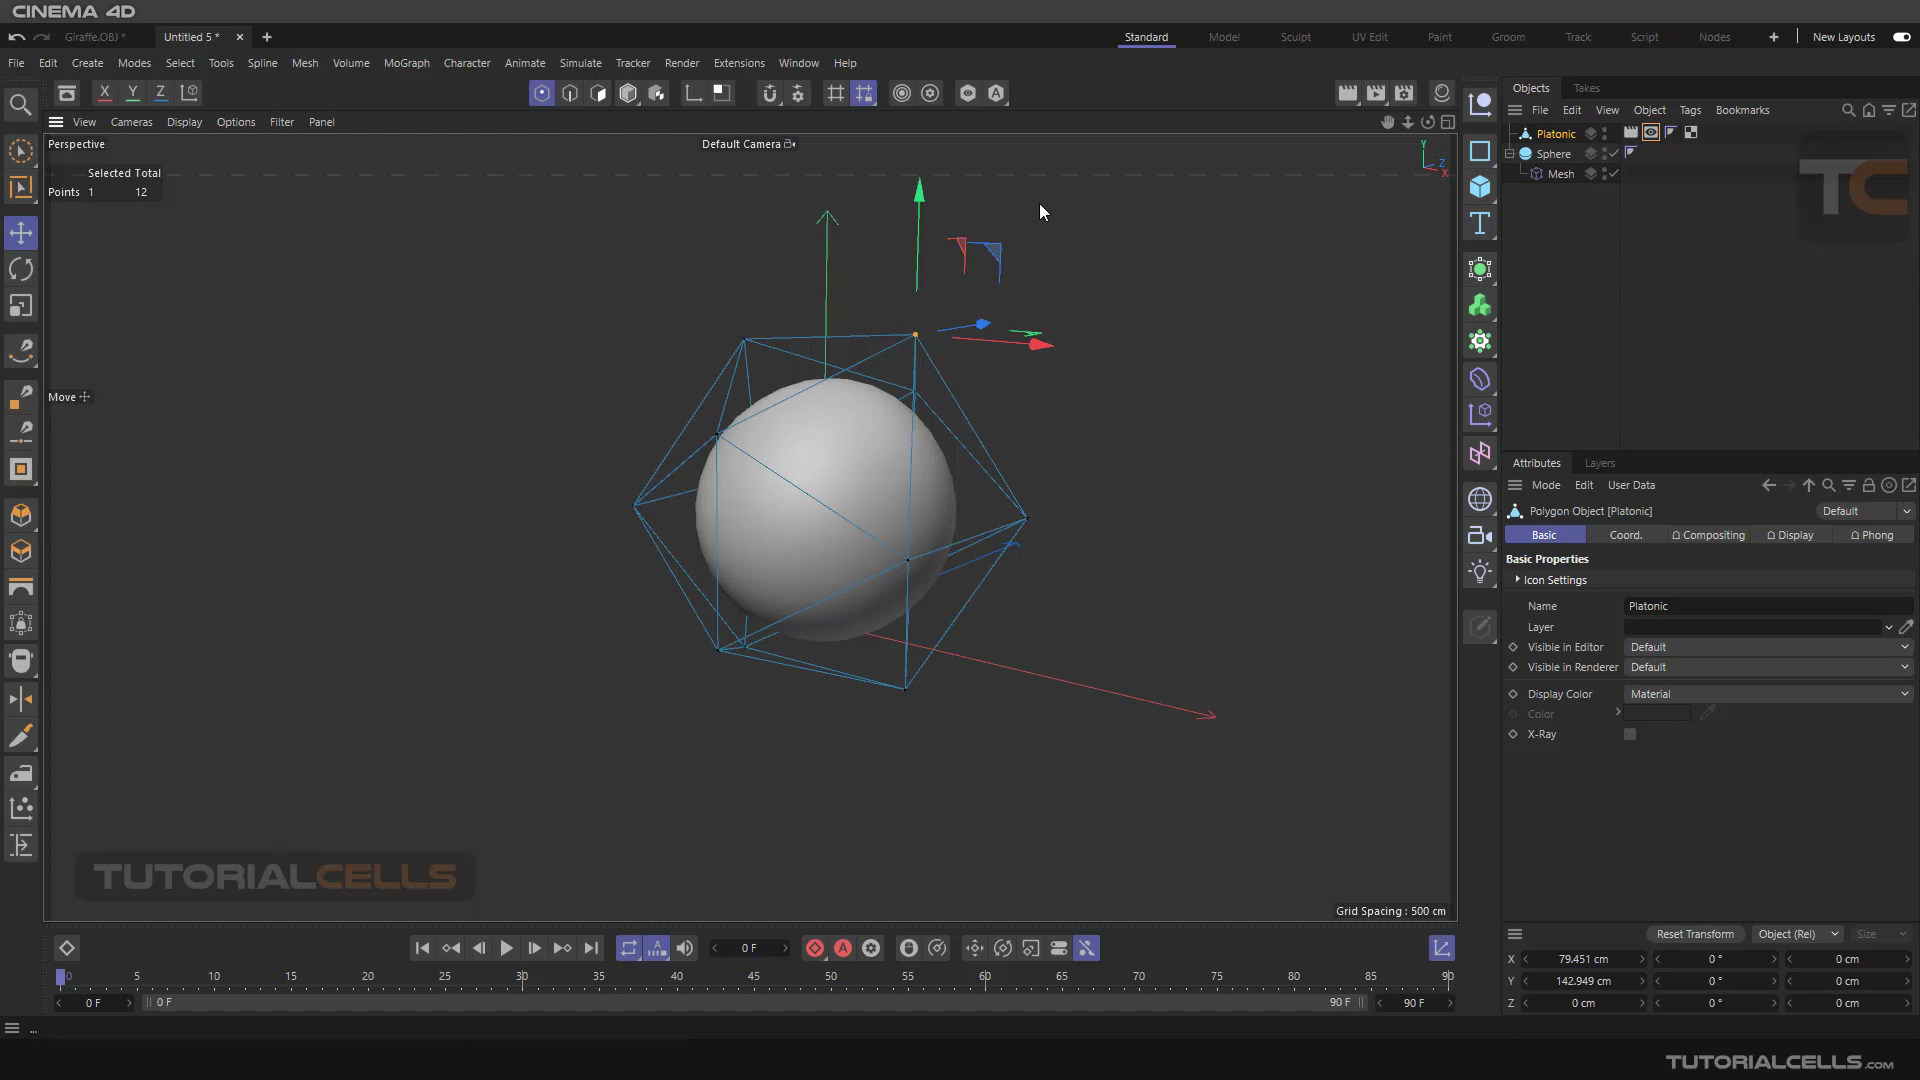 CINEMA 4D
Giraffe.OBJ *
Untitled 5 *
Standard
Model
Sculpt
UV Edit
Paint
Groom
Track
Script
Nodes
New Layouts
File Edit Create Modes Select Tools Spline Mesh Volume MoGraph Character Animate Simulate Tracker Render Extensions Window Help
X Y Z
View Cameras Display Options Filter Panel
Perspective
Default Camera
Selected Total
Points 1 12
Y
Z
X
Move
TUTORIALCELLS
Grid Spacing : 500 cm
Objects
Takes
File Edit View Object Tags Bookmarks
Platonic
Sphere
Mesh
TC
Attributes
Layers
Mode Edit User Data
Polygon Object [Platonic]
Default
Basic
Coord.
Compositing
Display
Phong
Basic Properties
Icon Settings
Name
Platonic
Layer
Visible in Editor
Default
Visible in Renderer
Default
Display Color
Material
Color
X-Ray
0 F
0 5 10 15 20 25 30 35 40 45 50 55 60 65 70 75 80 85 90
0 F
0 F
90 F
90 F
Reset Transform
Object (Rel)
Size
X 79.451 cm 0 ° 0 cm
Y 142.949 cm 0 ° 0 cm
Z 0 cm 0 ° 0 cm
...
TUTORIALCELLS.COM